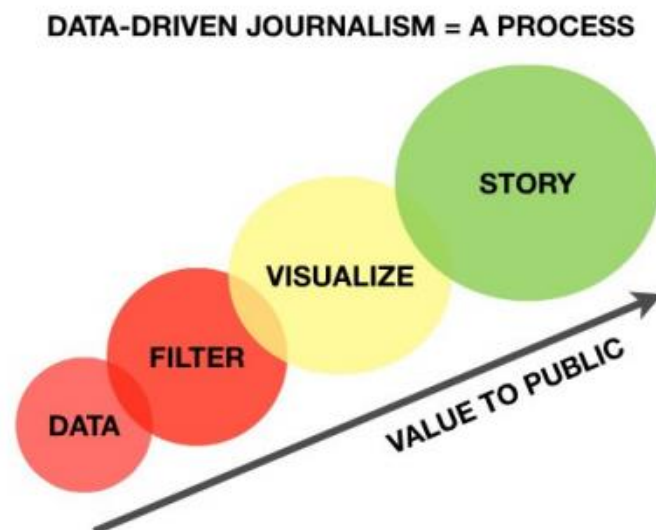 DATA-DRIVEN JOURNALISM = A PROCESS
STORY
VISUALIZE
FILTER
DATA
VALUE TO PUBLIC